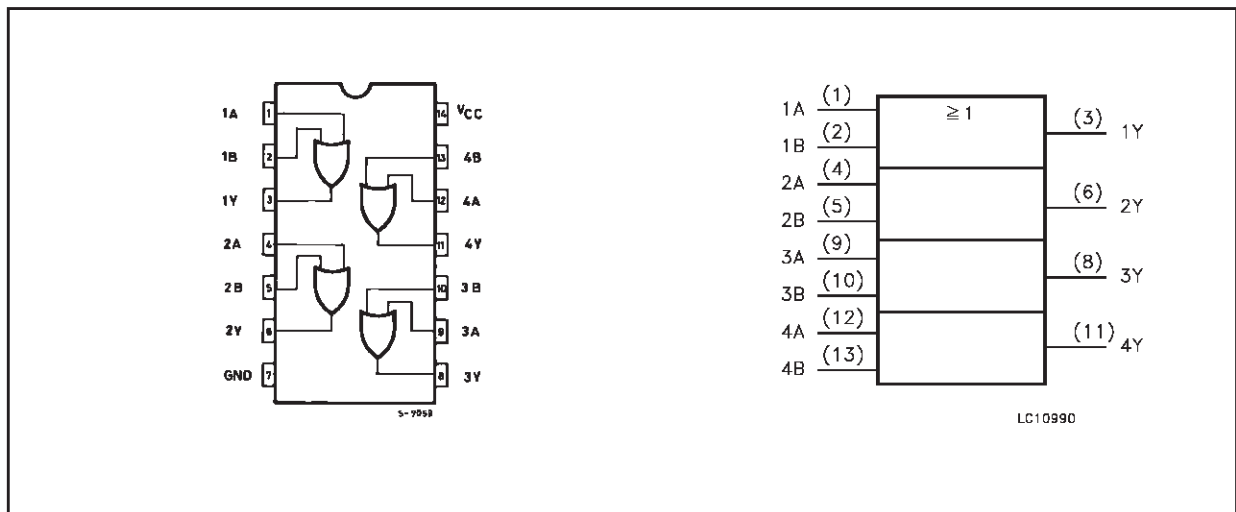 1A 1 14 VCC
1B 2 13 4B
1Y 3 12 4A
2A 4 11 4Y
2B 5 10 3B
2Y 6 9 3A
GND 7 8 3Y
S-7053
1A (1) ≧1
1B (2) (3) 1Y
2A (4)
2B (5) (6) 2Y
3A (9)
3B (10) (8) 3Y
4A (12)
4B (13) (11) 4Y
LC10990